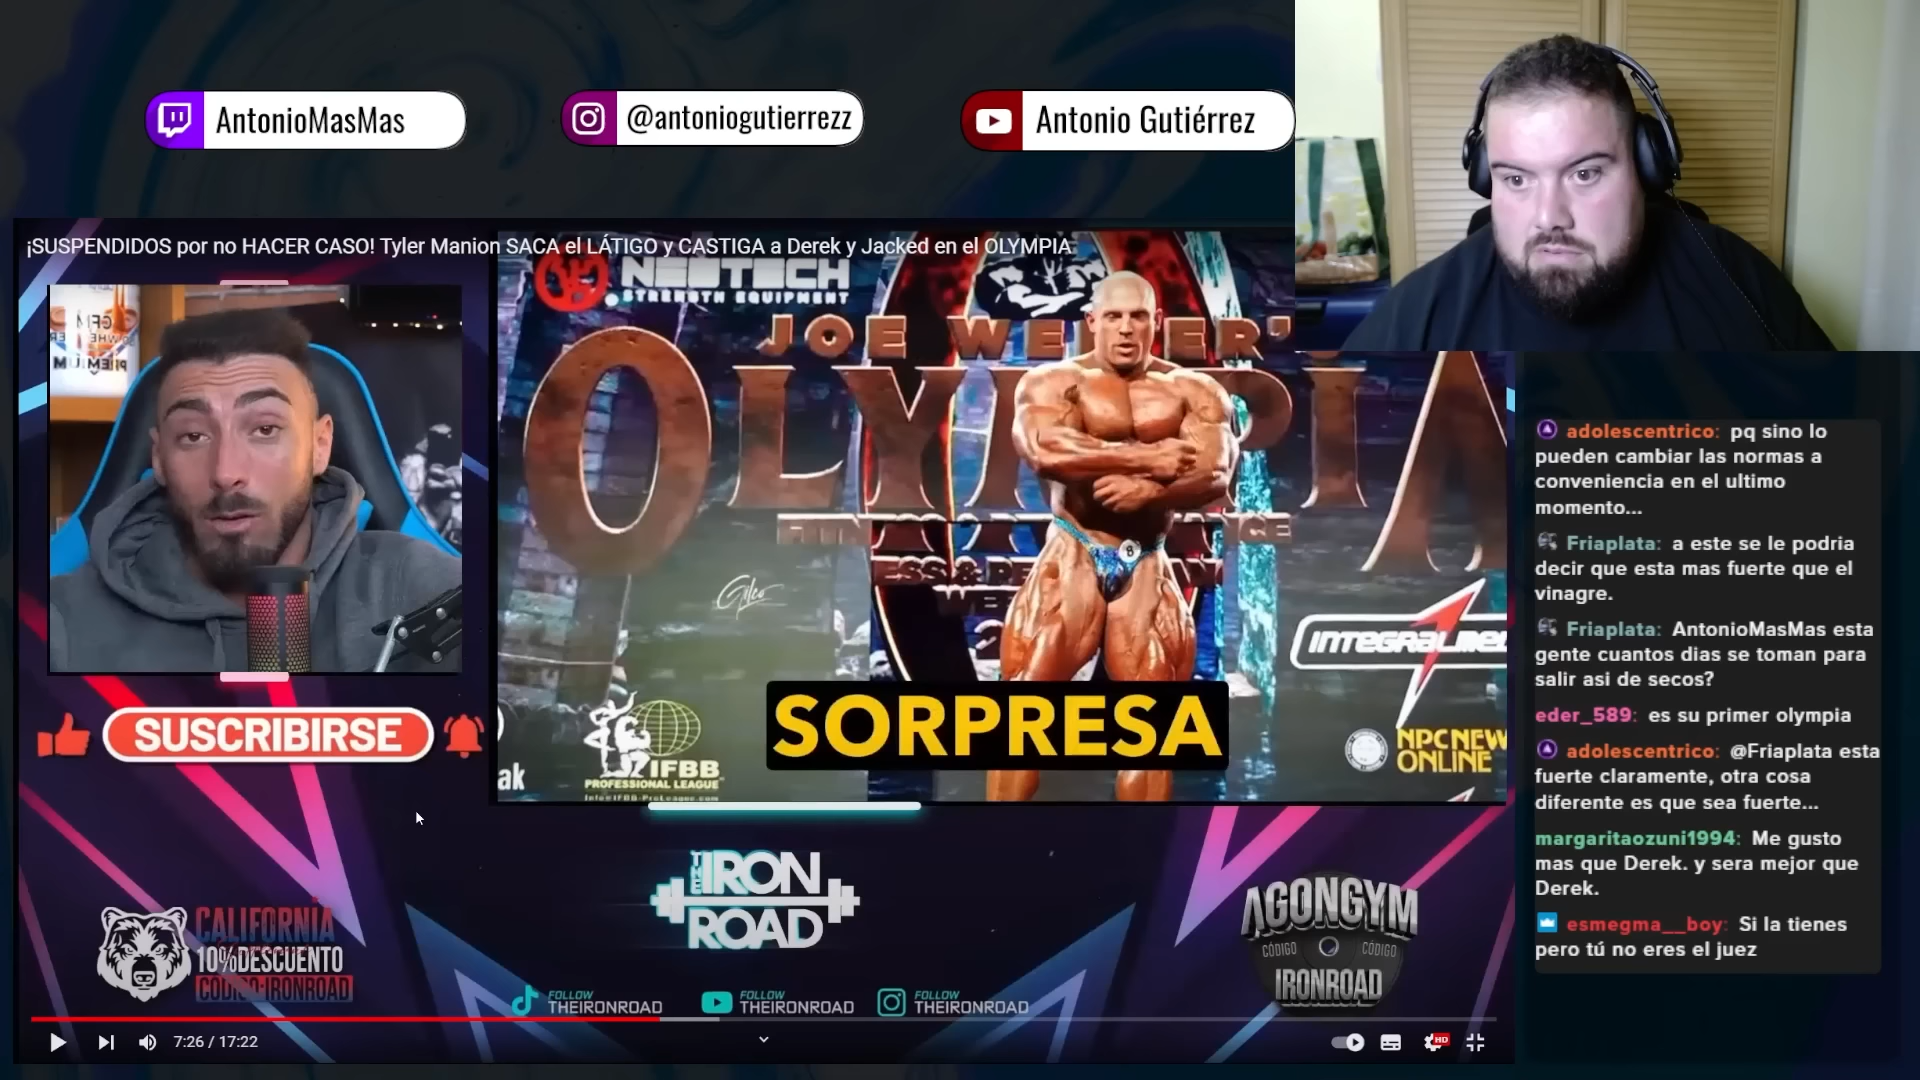 AntonioMasMas
@antoniogutierrezz
Antonio Gutiérrez
¡SUSPENDIDOS por no HACER CASO! Tyler Manion SACA el LÁTIGO y CASTIGA a Derek y Jacked en el OLYMPIA
NEOTECH
STRENGTH EQUIPMENT
JOE WEIDER'
OLYMPIA
SORPRESA
INTEGRALMED
IFBB
PROFESSIONAL LEAGUE
NPC NEW
ONLINE
SUSCRIBIRSE
THE IRON
ROAD
CALIFORNIA
10%DESCUENTO
CODIGO:IRONROAD
AGONGYM
CÓDIGO
CÓDIGO
IRONROAD
FOLLOW
THEIRONROAD
FOLLOW
THEIRONROAD
FOLLOW
THEIRONROAD
7:26 / 17:22
HD
adolescentrico: pq sino lo
pueden cambiar las normas a
conveniencia en el ultimo
momento...
Friaplata: a este se le podria
decir que esta mas fuerte que el
vinagre.
Friaplata: AntonioMasMas esta
gente cuantos dias se toman para
salir asi de secos?
eder_589: es su primer olympia
adolescentrico: @Friaplata esta
fuerte claramente, otra cosa
diferente es que sea fuerte...
margaritaozuni1994: Me gusto
mas que Derek. y sera mejor que
Derek.
esmegma__boy: Si la tienes
pero tú no eres el juez